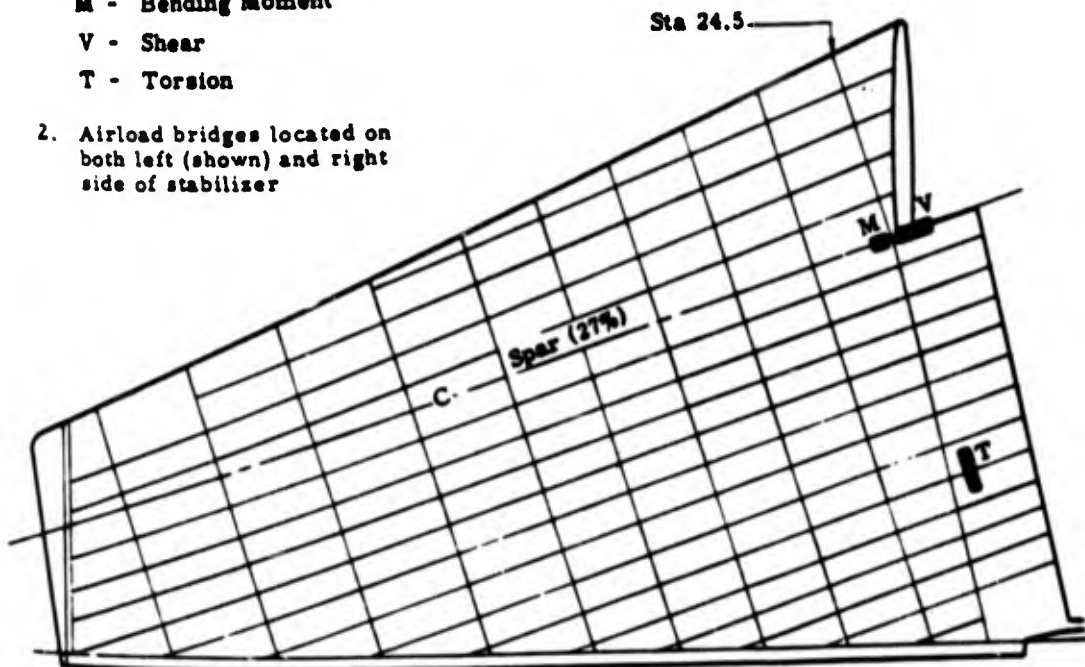 M - Bending Moment
V - Shear
T - Torsion
2. Airload bridges located on
both left (shown) and right
side of stabilizer
Sta 24.5
M
V
Spar (27%)
C
T